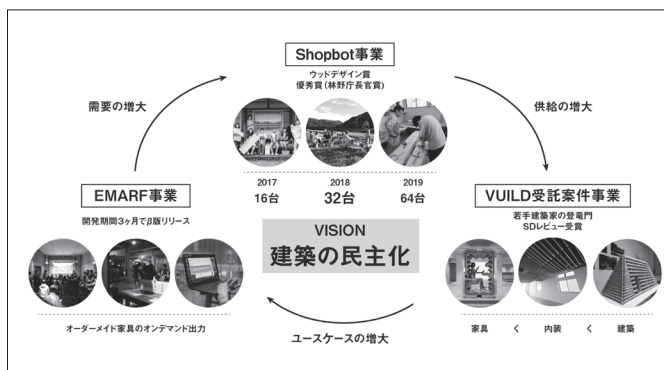 Shopbot事業
ウッドデザイン賞
優秀賞（林野庁長官賞)
需要の増大
供給の増大
2017
2018
2019
16台
32台
64台
EMARF事業
開発期間3ヶ月でβ版リリース
VUILD受託案件事業
若手建築家の登竜門
SDレビュー受賞
VISION
建築の民主化
オーダーメイド家具のオンデマンド出力
家具 く 内装 く 建築
ユースケースの増大